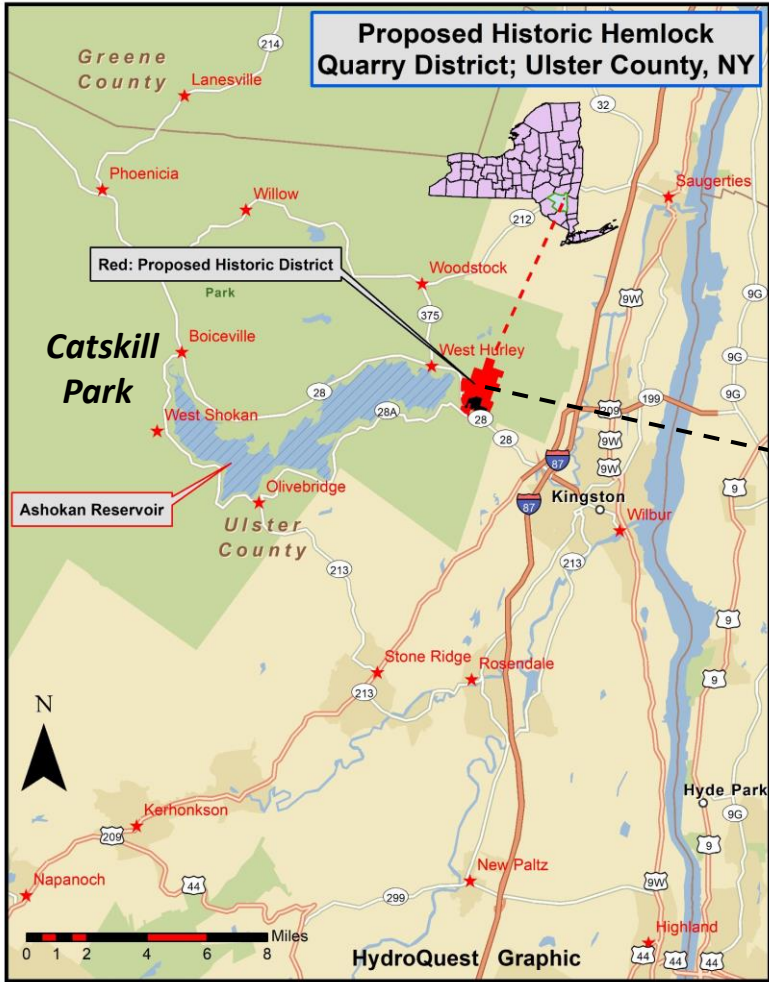 Proposed Historic Hemlock
Quarry District; Ulster County, NY
Greene
County
214
Lanesville
32
Phoenicia
Willow
Saugerties
212
Red: Proposed Historic District
Woodstock
9W
9G
Park
375
Catskill
Park
Boiceville
West Hurley
9G
28
28A
28
209
199
9G
West Shokan
28
9W
9W
87
9
Ashokan Reservoir
Olivebridge
87
Kingston
Wilbur
Ulster
County
213
213
9
9
Stone Ridge
Rosendale
213
N
9
Hyde Park
Kerhonkson
9G
209
9
Napanoch
44
New Paltz
299
9W
Highland
0 2 4 6 8 Miles
44
44
9
HydroQuest Graphic